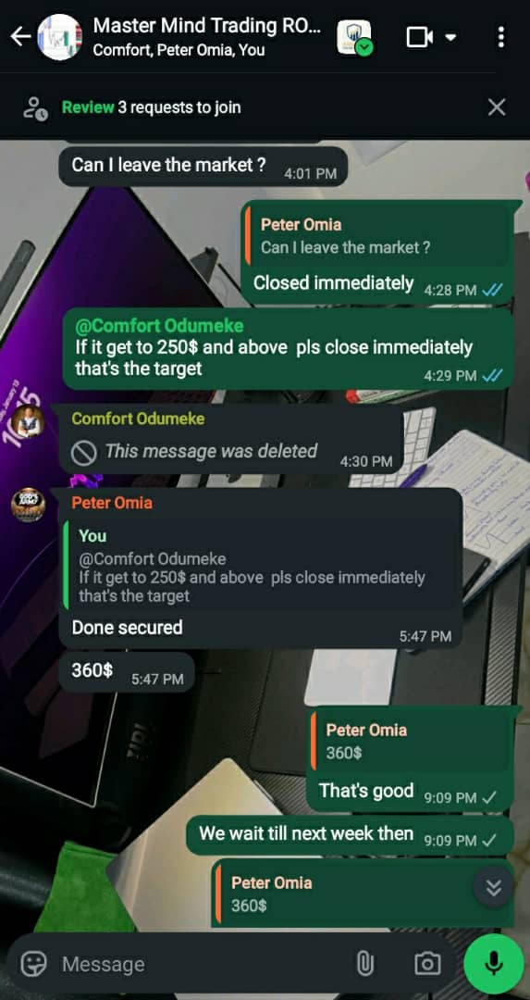 Master Mind Trading RO...
Comfort, Peter Omia, You
Review 3 requests to join
Can I leave the market ?
4:01 PM
Peter Omia
Can I leave the market ?
Closed immediately 4:28 PM
@Comfort Odumeke
If it get to 250$ and above pls close immediately
that's the target
4:29 PM
Comfort Odumeke
This message was deleted 4:30 PM
Peter Omia
You
@Comfort Odumeke
If it get to 250$ and above pls close immediately
that's the target
Done secured
5:47 PM
360$ 5:47 PM
Peter Omia
360$
That's good 9:09 PM
We wait till next week then 9:09 PM
Peter Omia
360$
Message